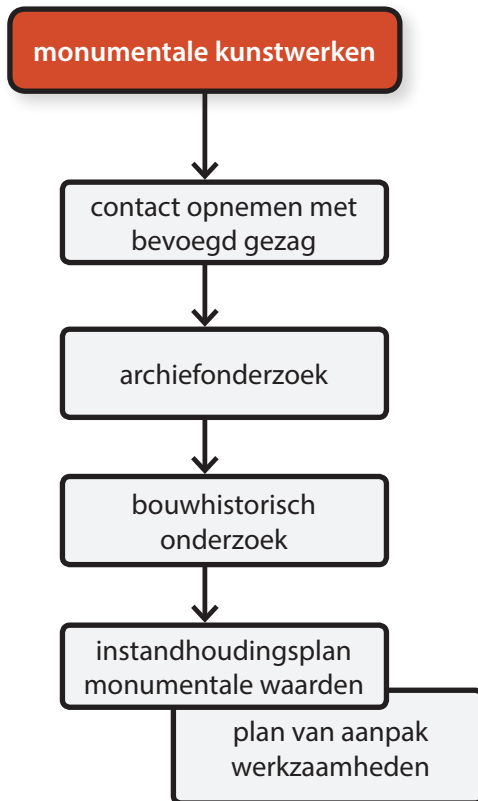 monumentale kunstwerken
contact opnemen met
bevoegd gezag
archiefonderzoek
bouwhistorisch
onderzoek
instandhoudingsplan
monumentale waarden
plan van aanpak
werkzaamheden